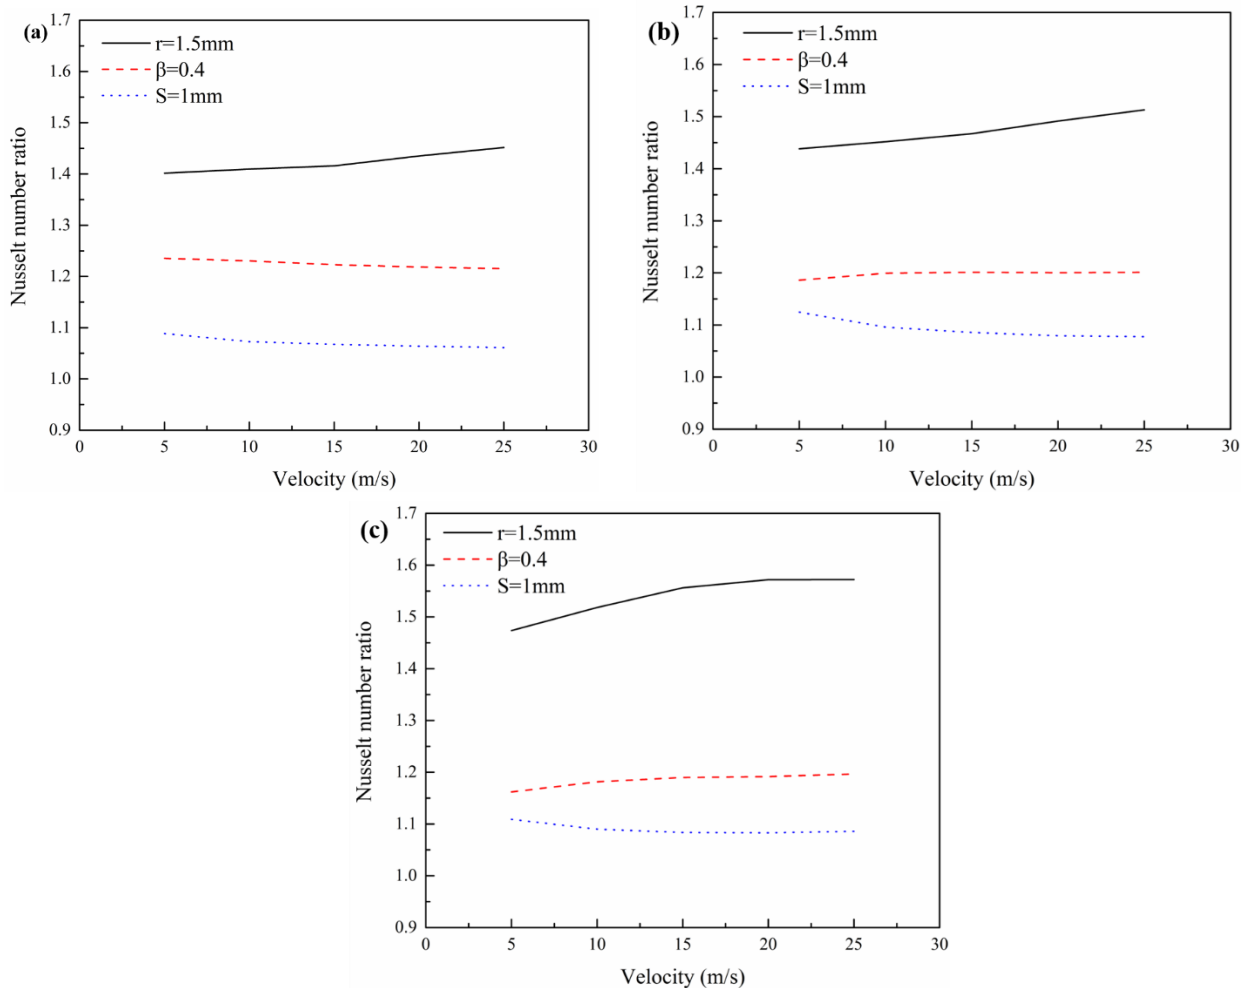 (a)
r=1.5mm
β=0.4
S=1mm
Nusselt number ratio
1.7
1.6
1.5
1.4
1.3
1.2
1.1
1.0
0.9
0 5 10 15 20 25 30
Velocity (m/s)
(b)
r=1.5mm
β=0.4
S=1mm
Nusselt number ratio
1.7
1.6
1.5
1.4
1.3
1.2
1.1
1.0
0.9
0 5 10 15 20 25 30
Velocity (m/s)
(c)
r=1.5mm
β=0.4
S=1mm
Nusselt number ratio
1.7
1.6
1.5
1.4
1.3
1.2
1.1
1.0
0.9
0 5 10 15 20 25 30
Velocity (m/s)